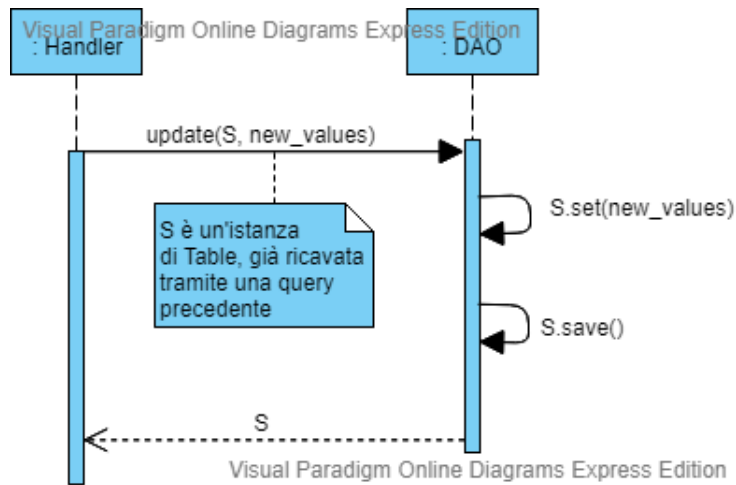 Visual Paradigm Online Diagrams Express Edition
: Handler
: DAO
update(S, new_values)
S.set(new_values)
S è un'istanza
di Table, già ricavata
tramite una query
precedente
S.save()
S
Visual Paradigm Online Diagrams Express Edition